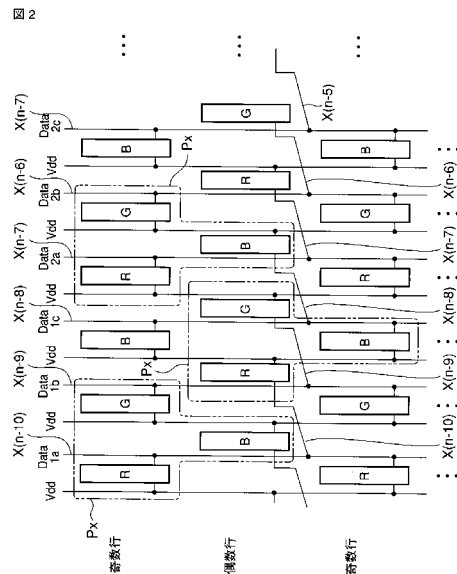 図2
X(n-10) X(n-9) X(n-8) X(n-7) X(n-6) X(n-7)
Vdd Data 1a Vdd Data 1b Vdd Data 1c Vdd Data 2a Vdd Data 2b Vdd Data 2c
Px
奇数行 R G B R G B …
Px
Px
偶数行 B R G B R G …
奇数行 R G B R G B …
X(n-10) X(n-9) X(n-8) X(n-7) X(n-6) X(n-5)